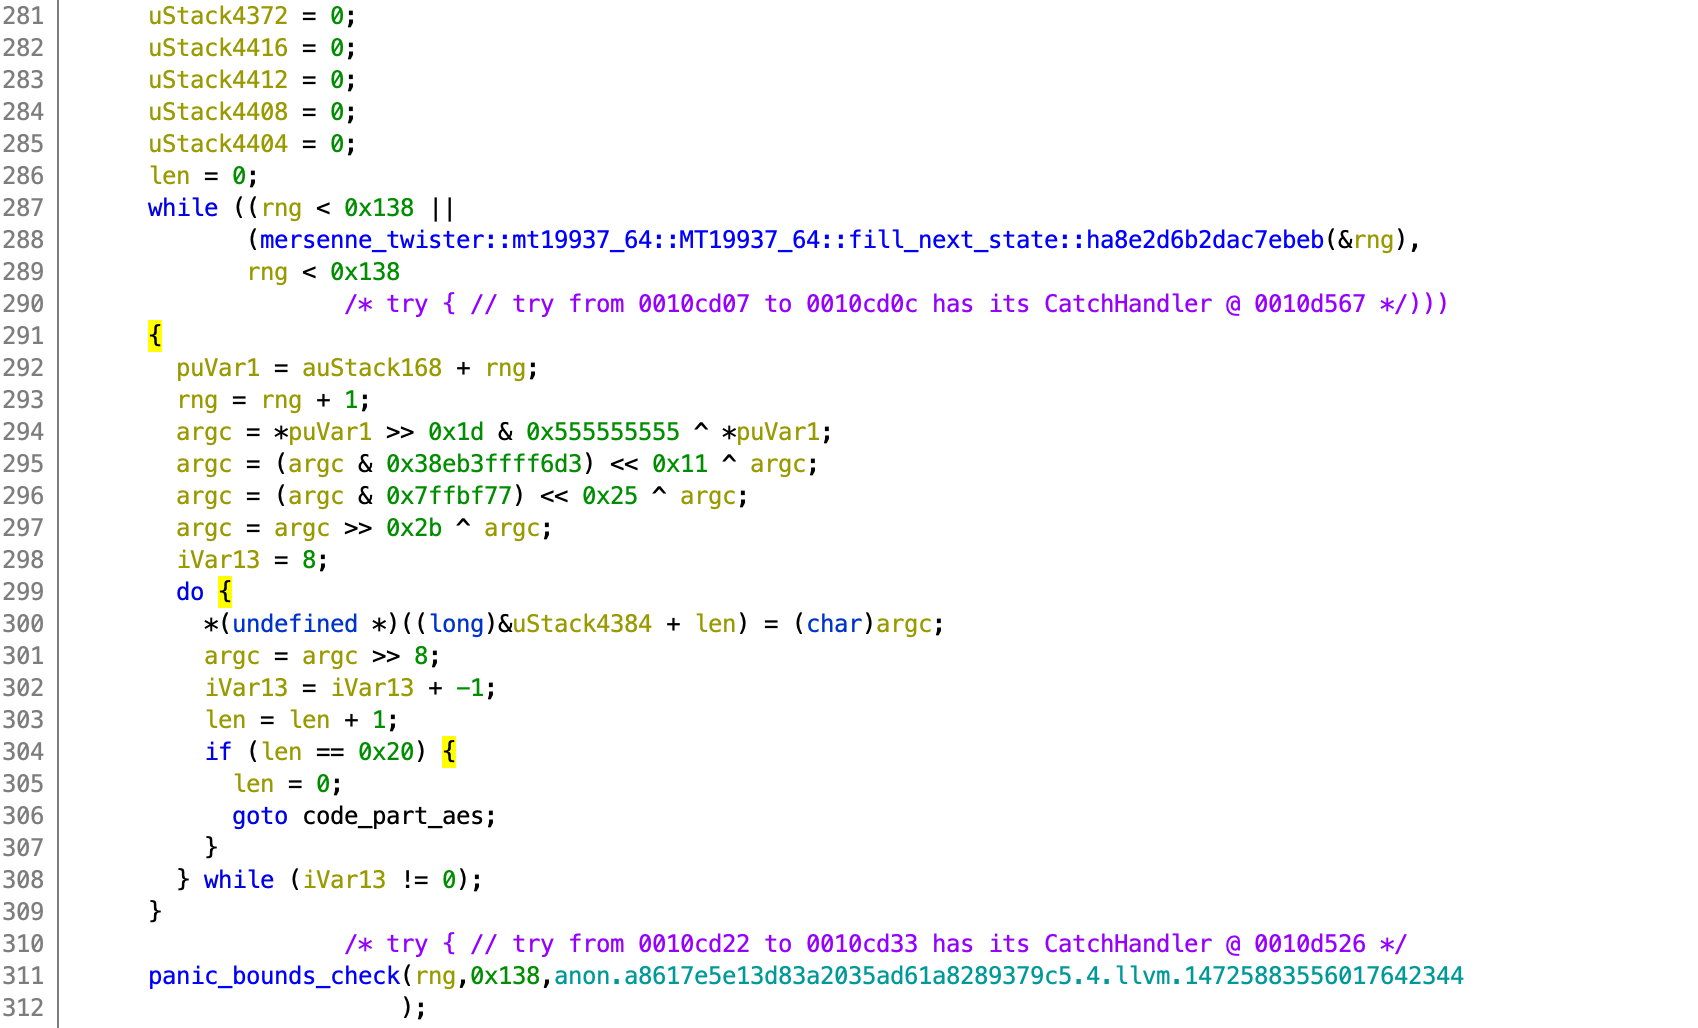 281 uStack4372 = 0;
282 uStack4416 = 0;
283 uStack4412 = 0;
284 uStack4408 = 0;
285 uStack4404 = 0;
286 len = 0;
287 while ((rng < 0x138 ||
288 (mersenne_twister::mt19937_64::MT19937_64::fill_next_state::ha8e2d6b2dac7ebeb(&rng),
289 rng < 0x138
290 /* try { // try from 0010cd07 to 0010cd0c has its CatchHandler @ 0010d567 */)))
291 {
292 puVar1 = auStack168 + rng;
293 rng = rng + 1;
294 argc = *puVar1 >> 0x1d & 0x555555555 ^ *puVar1;
295 argc = (argc & 0x38eb3ffff6d3) << 0x11 ^ argc;
296 argc = (argc & 0x7ffbf77) << 0x25 ^ argc;
297 argc = argc >> 0x2b ^ argc;
298 iVar13 = 8;
299 do {
300 *(undefined *)((long)&uStack4384 + len) = (char)argc;
301 argc = argc >> 8;
302 iVar13 = iVar13 + -1;
303 len = len + 1;
304 if (len == 0x20) {
305 len = 0;
306 goto code_part_aes;
307 }
308 } while (iVar13 != 0);
309 }
310 /* try { // try from 0010cd22 to 0010cd33 has its CatchHandler @ 0010d526 */
311 panic_bounds_check(rng,0x138,anon.a8617e5e13d83a2035ad61a8289379c5.4.llvm.14725883556017642344
312 );